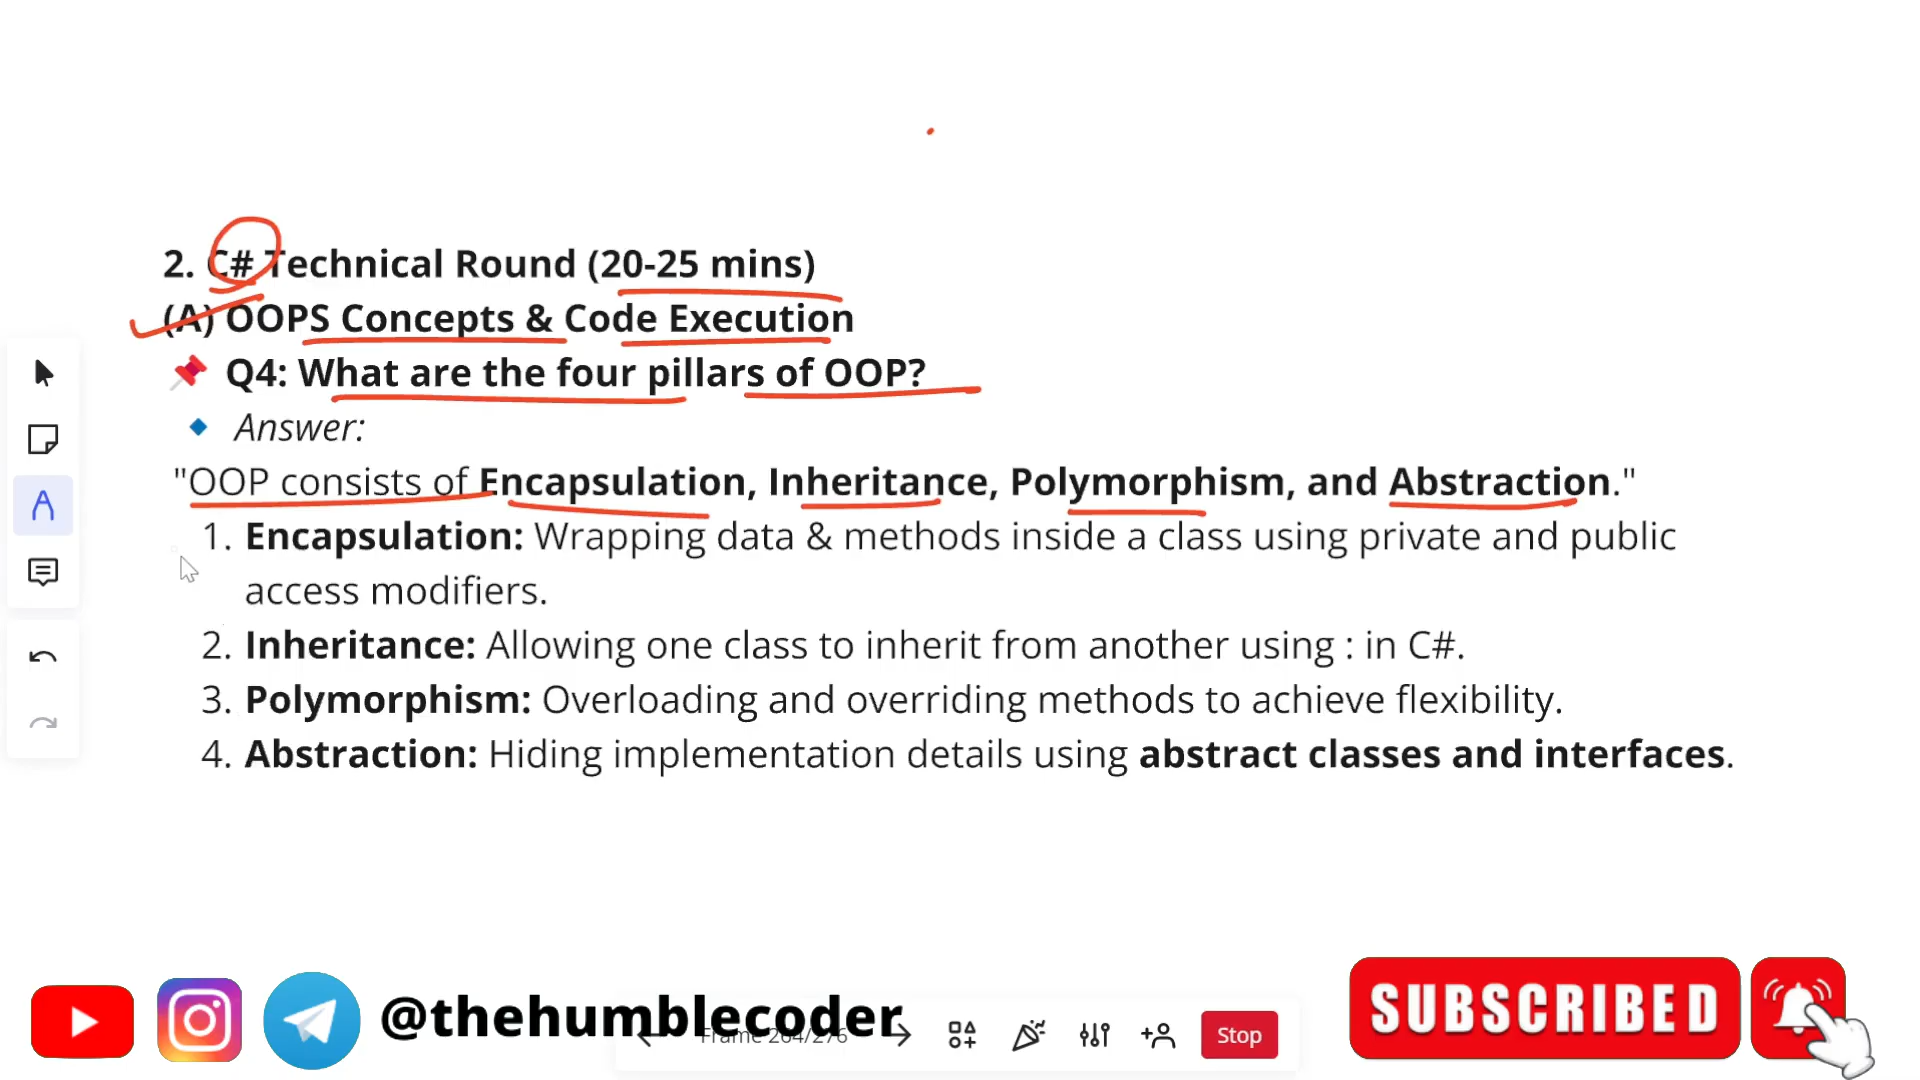 2. C# Technical Round (20-25 mins)
(A) OOPS Concepts & Code Execution
Q4: What are the four pillars of OOP?
Answer:
"OOP consists of Encapsulation, Inheritance, Polymorphism, and Abstraction."
1. Encapsulation: Wrapping data & methods inside a class using private and public
access modifiers.
2. Inheritance: Allowing one class to inherit from another using : in C#.
3. Polymorphism: Overloading and overriding methods to achieve flexibility.
4. Abstraction: Hiding implementation details using abstract classes and interfaces.
@thehumblecoder
Frame 264/276
Stop
SUBSCRIBED